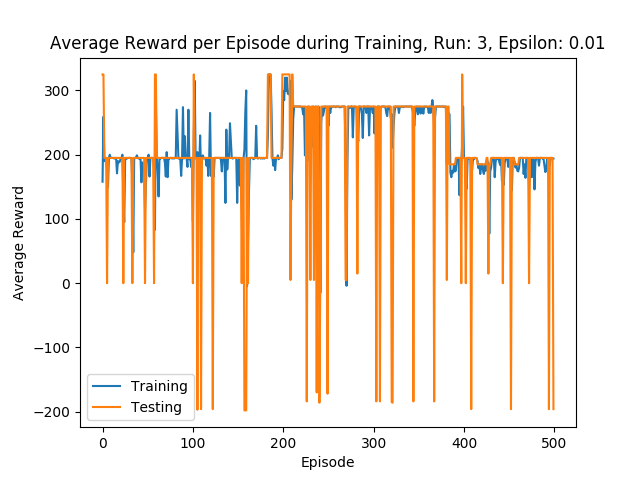 Average Reward per Episode during Training, Run: 3, Epsilon: 0.01
300
200
100
0
−100
−200
Average Reward
Training
Testing
0
100
200
300
400
500
Episode